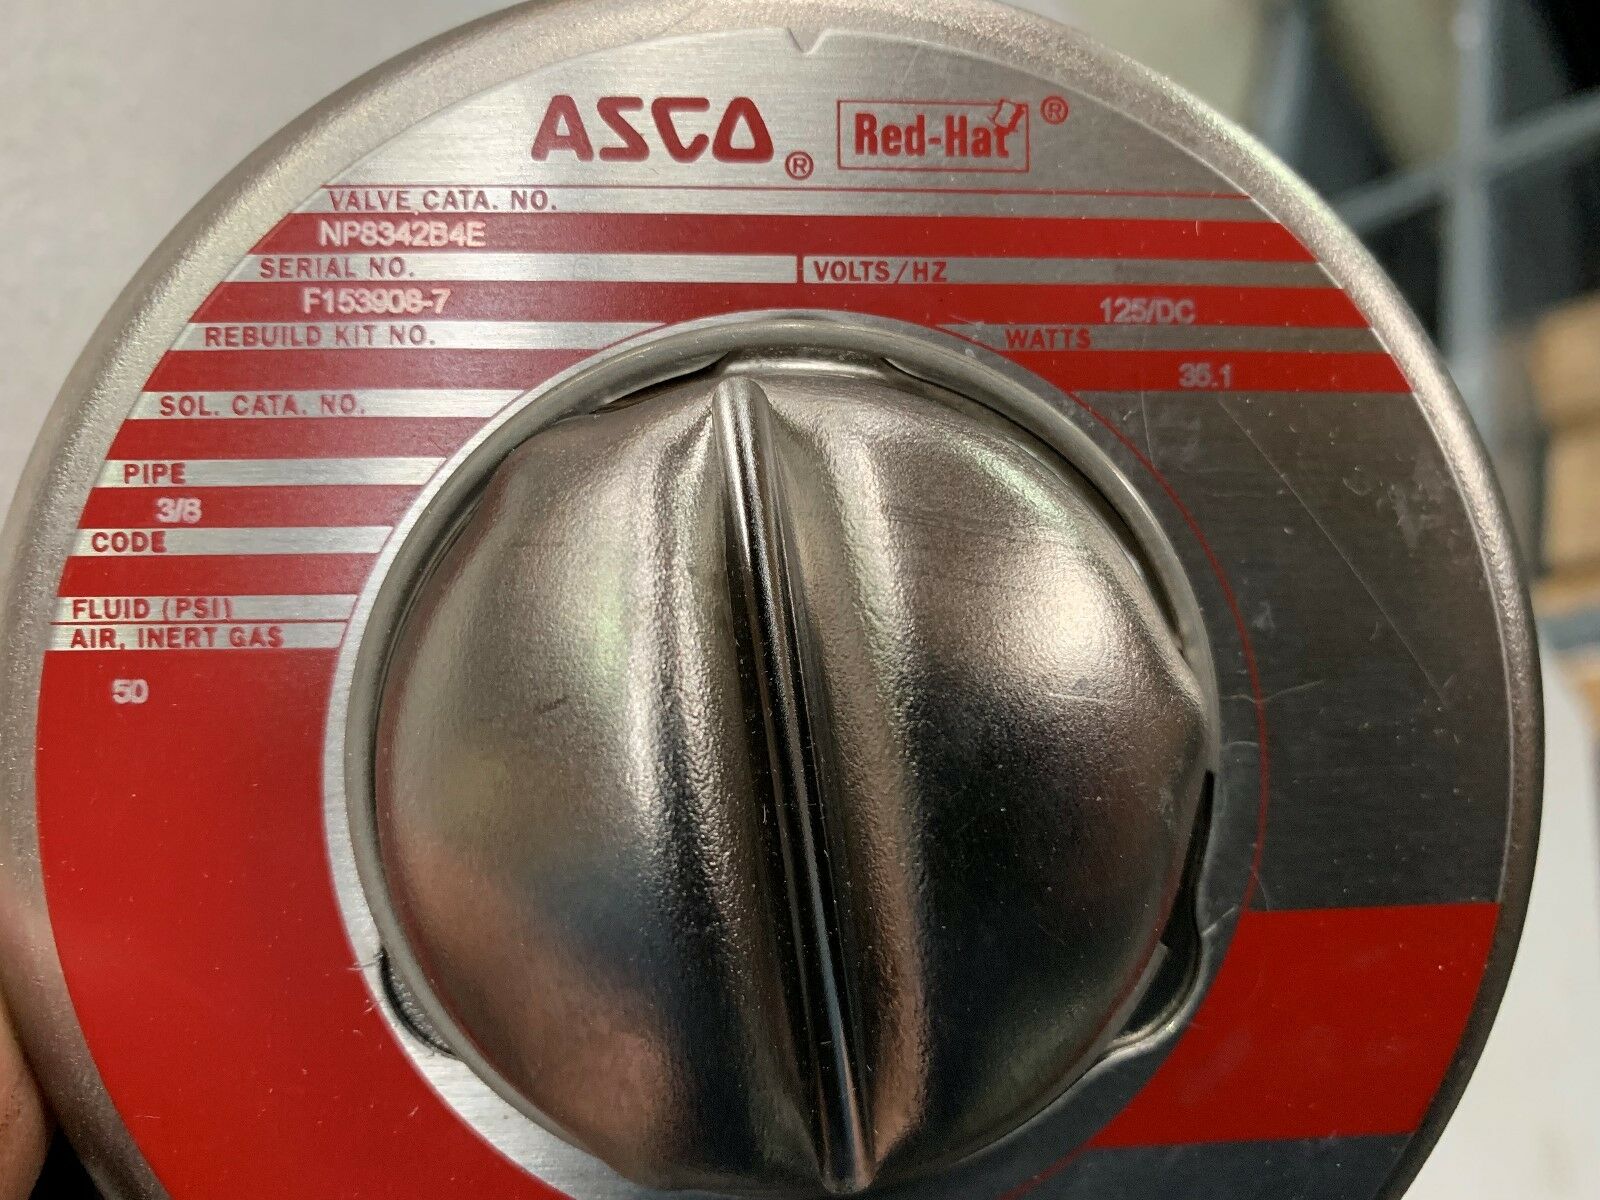 ASCO ® Red-Hat ®
VALVE CATA. NO.
NP8342B4E
SERIAL NO. VOLTS/HZ
F153908-7 125/DC
REBUILD KIT NO. WATTS
35.1
SOL. CATA. NO.
PIPE
3/8
CODE
FLUID (PSI)
AIR, INERT GAS
50